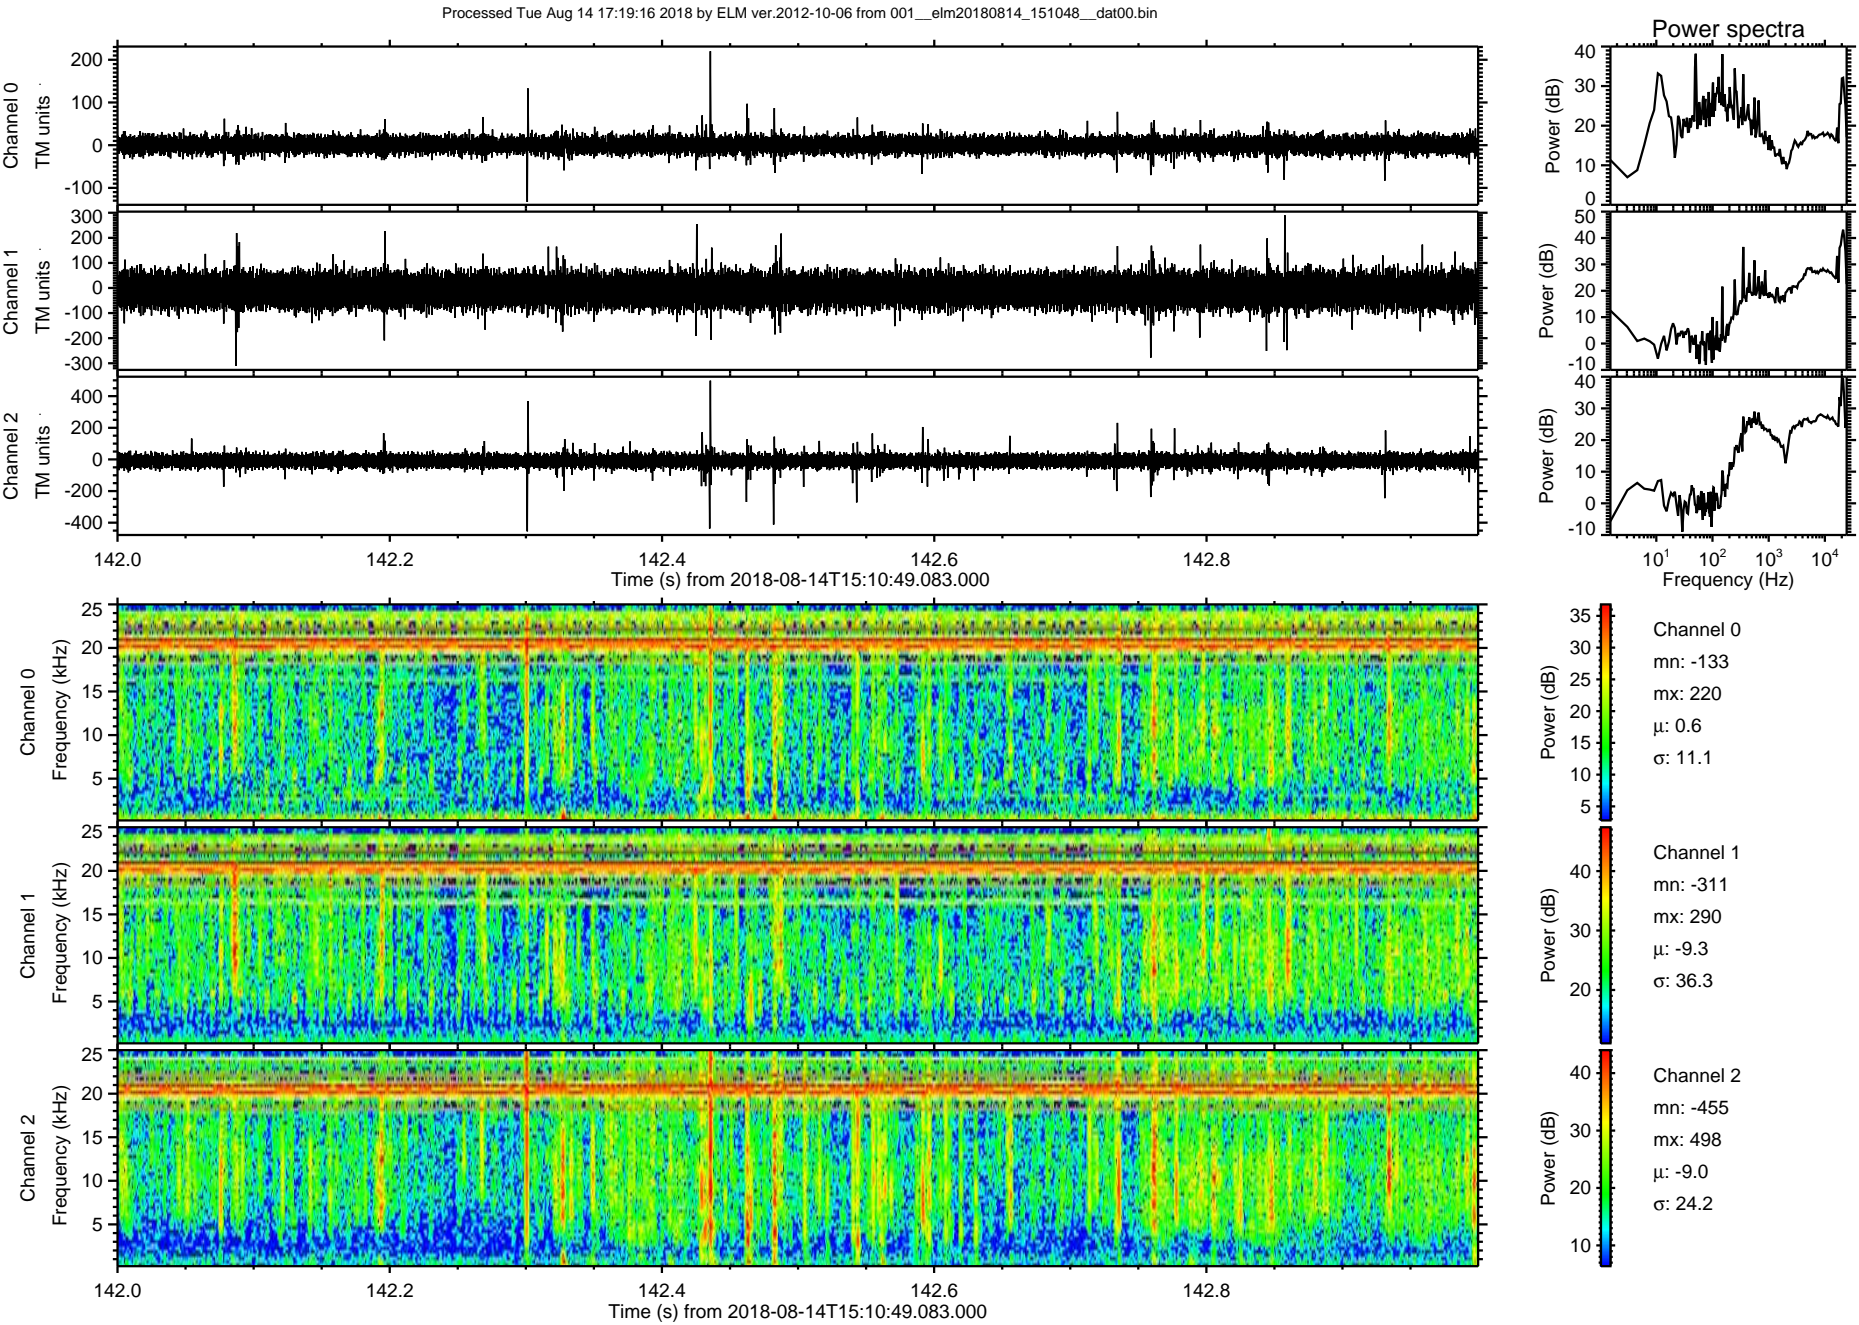 Processed Tue Aug 14 17:19:16 2018 by ELM ver.2012-10-06 from 001__elm20180814_151048__dat00.bin
Power spectra
Channel 0
TM units
200
100
0
-100
Power (dB)
40
30
20
10
0
Channel 1
TM units
300
200
100
0
-100
-200
-300
Power (dB)
50
40
30
20
10
0
-10
Channel 2
TM units
400
200
0
-200
-400
Power (dB)
40
30
20
10
0
-10
142.0 142.2 142.4 142.6 142.8
Time (s) from 2018-08-14T15:10:49.083.000
10¹ 10² 10³ 10⁴
Frequency (Hz)
Channel 0
Frequency (kHz)
25
20
15
10
5
Power (dB)
35
30
25
20
15
10
5
Channel 0
mn: -133
mx: 220
μ: 0.6
σ: 11.1
Channel 1
Frequency (kHz)
25
20
15
10
5
Power (dB)
40
30
20
Channel 1
mn: -311
mx: 290
μ: -9.3
σ: 36.3
Channel 2
Frequency (kHz)
25
20
15
10
5
Power (dB)
40
30
20
10
Channel 2
mn: -455
mx: 498
μ: -9.0
σ: 24.2
142.0 142.2 142.4 142.6 142.8
Time (s) from 2018-08-14T15:10:49.083.000